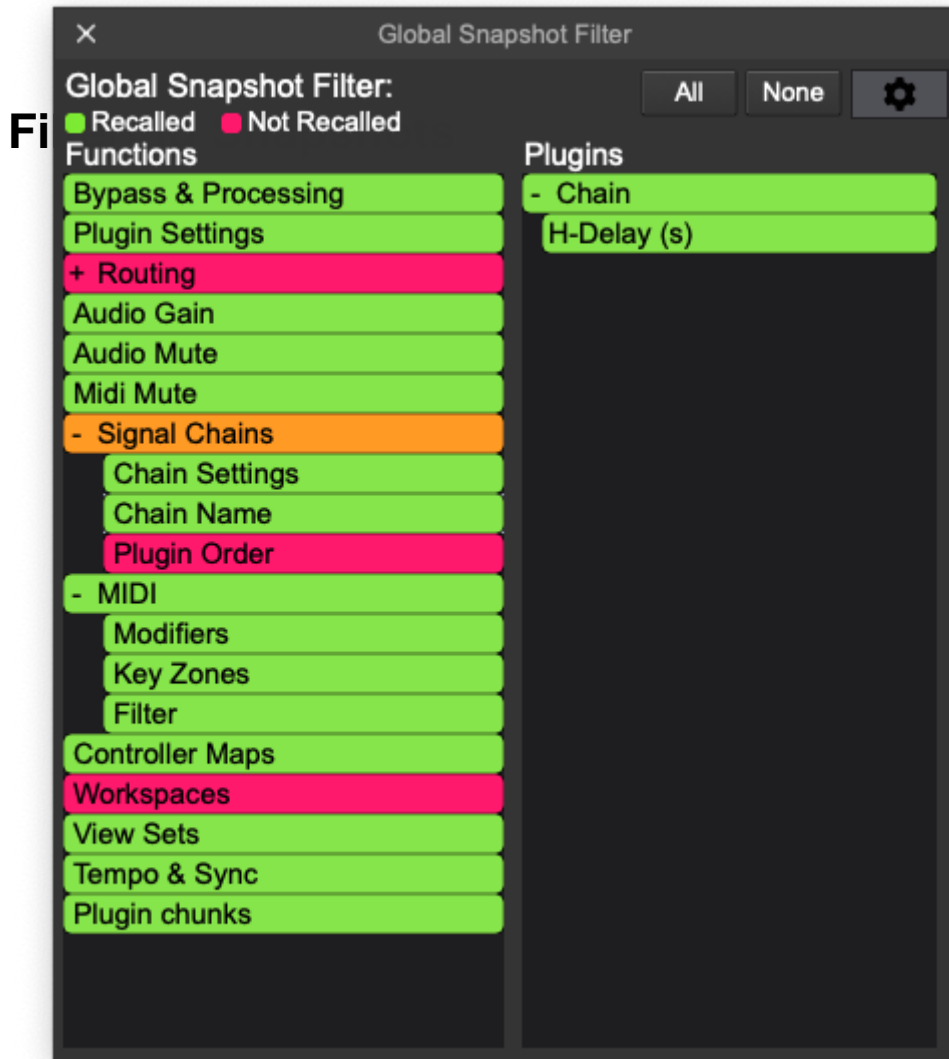 Global Snapshot Filter
Global Snapshot Filter:
All
None
Fi
Recalled
Not Recalled
Functions
Bypass & Processing
Plugin Settings
+ Routing
Audio Gain
Audio Mute
Midi Mute
- Signal Chains
Chain Settings
Chain Name
Plugin Order
- MIDI
Modifiers
Key Zones
Filter
Controller Maps
Workspaces
View Sets
Tempo & Sync
Plugin chunks
Plugins
- Chain
H-Delay (s)